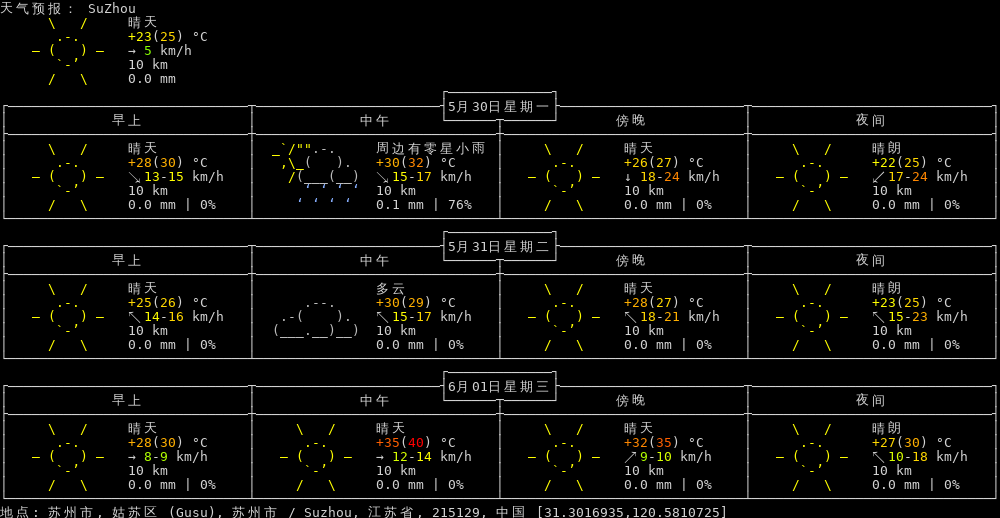 天气预报: SuZhou
晴天
+23(25) °C
→ 5 km/h
10 km
0.0 mm
5月30日星期一
早上 中午 傍晚 夜间
晴天 周边有零星小雨 晴天 晴朗
+28(30) °C +30(32) °C +26(27) °C +22(25) °C
↘ 13-15 km/h ↘ 15-17 km/h ↓ 18-24 km/h ↙ 17-24 km/h
10 km 10 km 10 km 10 km
0.0 mm | 0% 0.1 mm | 76% 0.0 mm | 0% 0.0 mm | 0%
5月31日星期二
早上 中午 傍晚 夜间
晴天 多云 晴天 晴朗
+25(26) °C +30(29) °C +28(27) °C +23(25) °C
↖ 14-16 km/h ↖ 15-17 km/h ↖ 18-21 km/h ↖ 15-23 km/h
10 km 10 km 10 km 10 km
0.0 mm | 0% 0.0 mm | 0% 0.0 mm | 0% 0.0 mm | 0%
6月01日星期三
早上 中午 傍晚 夜间
晴天 晴天 晴天 晴朗
+28(30) °C +35(40) °C +32(35) °C +27(30) °C
→ 8-9 km/h → 12-14 km/h ↗ 9-10 km/h ↖ 10-18 km/h
10 km 10 km 10 km 10 km
0.0 mm | 0% 0.0 mm | 0% 0.0 mm | 0% 0.0 mm | 0%
地点: 苏州市, 姑苏区 (Gusu), 苏州市 / Suzhou, 江苏省, 215129, 中国 [31.3016935,120.5810725]